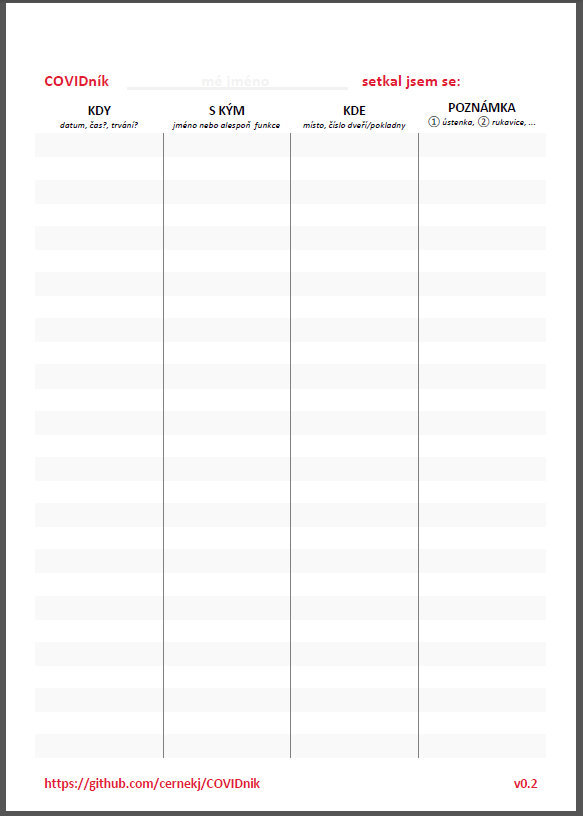 COVIDník mé jméno setkal jsem se:
KDY S KÝM KDE POZNÁMKA
datum, čas?, trvání? jméno nebo alespoň funkce místo, číslo dveří/pokladny ① ústenka, ② rukavice, ...
https://github.com/cernekj/COVIDnik v0.2